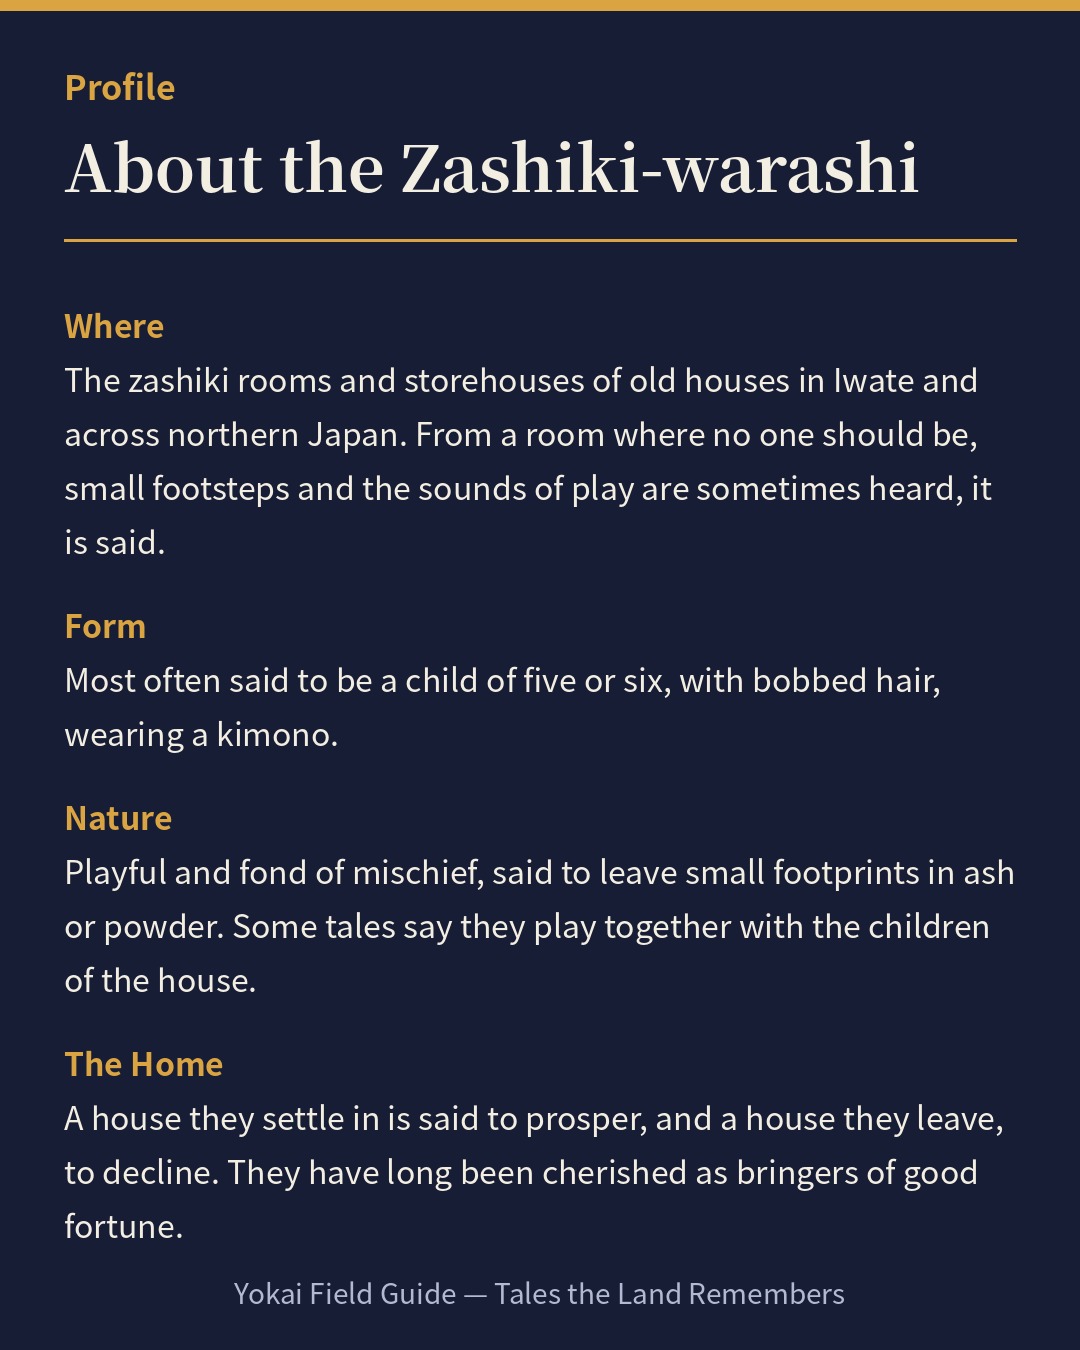 Profile
About the Zashiki-warashi
Where
The zashiki rooms and storehouses of old houses in Iwate and
across northern Japan. From a room where no one should be,
small footsteps and the sounds of play are sometimes heard, it
is said.
Form
Most often said to be a child of five or six, with bobbed hair,
wearing a kimono.
Nature
Playful and fond of mischief, said to leave small footprints in ash
or powder. Some tales say they play together with the children
of the house.
The Home
A house they settle in is said to prosper, and a house they leave,
to decline. They have long been cherished as bringers of good
fortune.
Yokai Field Guide — Tales the Land Remembers